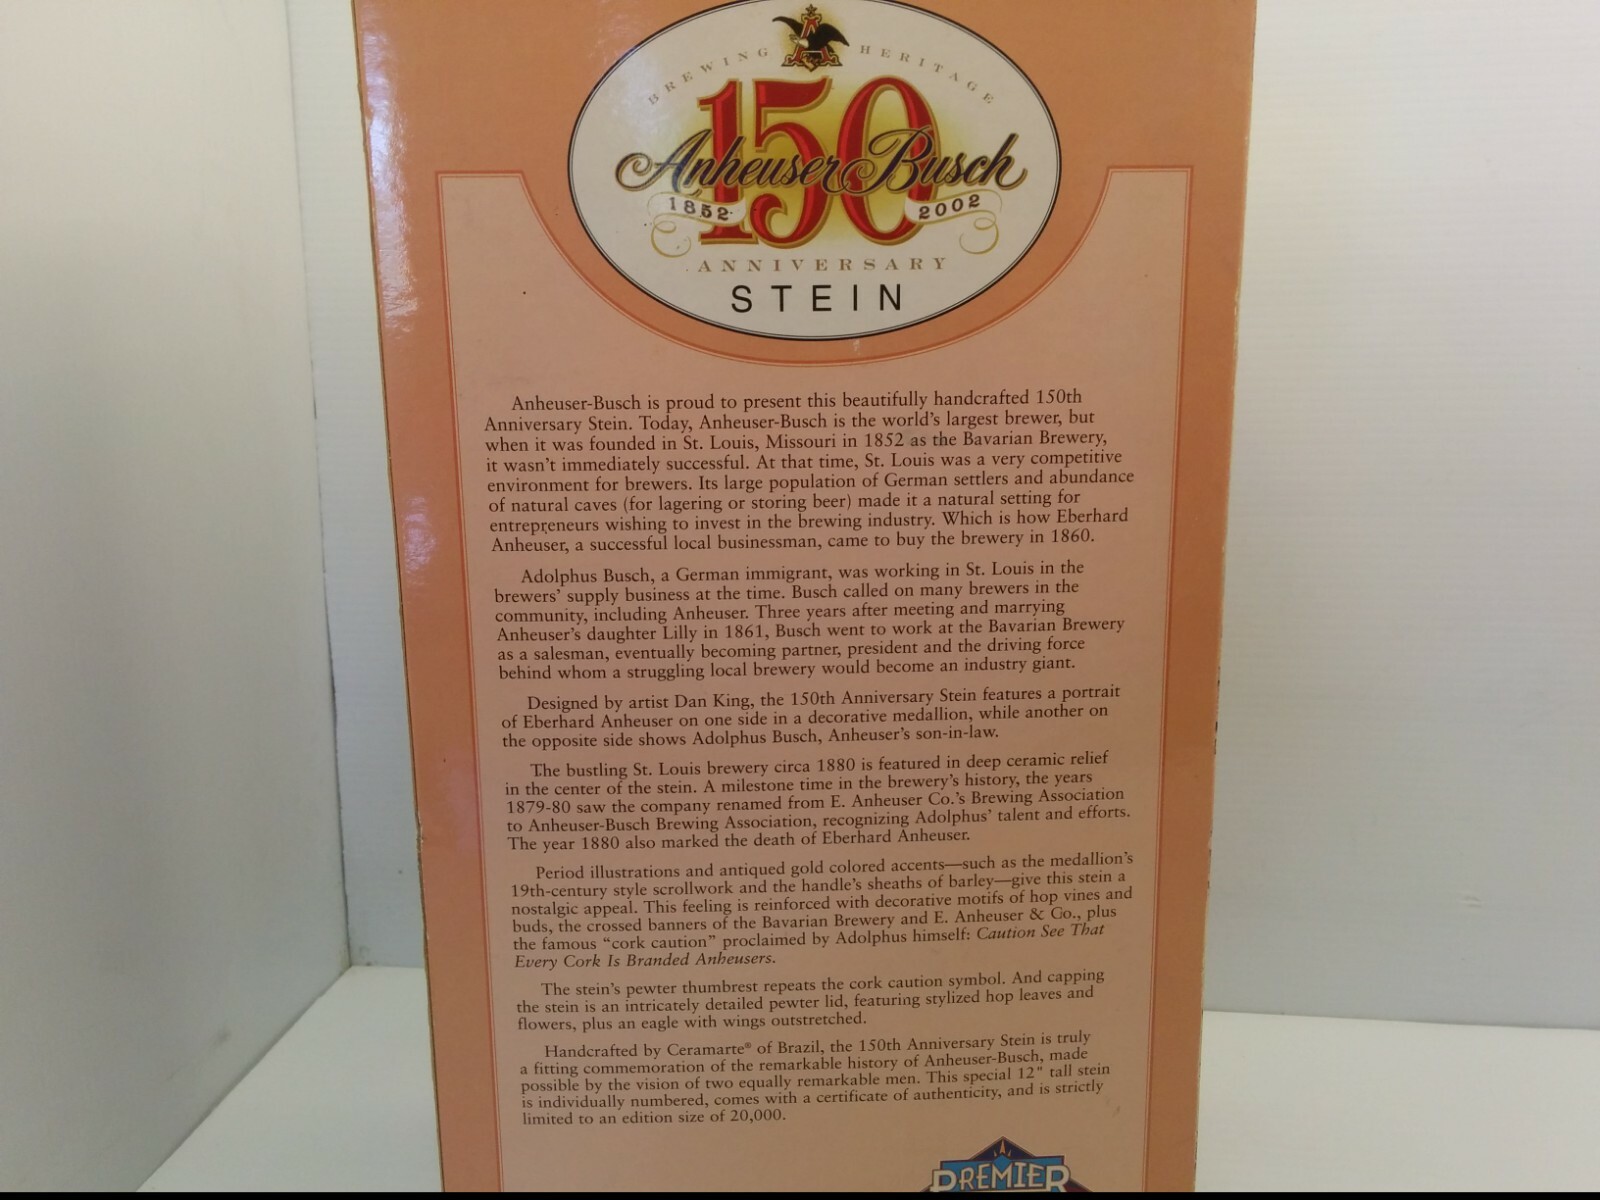 BREWING HERITAGE
150
Anheuser Busch
1852 2002
ANNIVERSARY
STEIN
Anheuser-Busch is proud to present this beautifully handcrafted 150th
Anniversary Stein. Today, Anheuser-Busch is the world's largest brewer, but
when it was founded in St. Louis, Missouri in 1852 as the Bavarian Brewery,
it wasn't immediately successful. At that time, St. Louis was a very competitive
environment for brewers. Its large population of German settlers and abundance
of natural caves (for lagering or storing beer) made it a natural setting for
entrepreneurs wishing to invest in the brewing industry. Which is how Eberhard
Anheuser, a successful local businessman, came to buy the brewery in 1860.
Adolphus Busch, a German immigrant, was working in St. Louis in the
brewers' supply business at the time. Busch called on many brewers in the
community, including Anheuser. Three years after meeting and marrying
Anheuser's daughter Lilly in 1861, Busch went to work at the Bavarian Brewery
as a salesman, eventually becoming partner, president and the driving force
behind whom a struggling local brewery would become an industry giant.
Designed by artist Dan King, the 150th Anniversary Stein features a portrait
of Eberhard Anheuser on one side in a decorative medallion, while another on
the opposite side shows Adolphus Busch, Anheuser's son-in-law.
The bustling St. Louis brewery circa 1880 is featured in deep ceramic relief
in the center of the stein. A milestone time in the brewery's history, the years
1879-80 saw the company renamed from E. Anheuser Co.'s Brewing Association
to Anheuser-Busch Brewing Association, recognizing Adolphus' talent and efforts.
The year 1880 also marked the death of Eberhard Anheuser.
Period illustrations and antiqued gold colored accents—such as the medallion's
19th-century style scrollwork and the handle's sheaths of barley—give this stein a
nostalgic appeal. This feeling is reinforced with decorative motifs of hop vines and
buds, the crossed banners of the Bavarian Brewery and E. Anheuser & Co., plus
the famous "cork caution" proclaimed by Adolphus himself: Caution See That
Every Cork Is Branded Anheusers.
The stein's pewter thumbrest repeats the cork caution symbol. And capping
the stein is an intricately detailed pewter lid, featuring stylized hop leaves and
flowers, plus an eagle with wings outstretched.
Handcrafted by Ceramarte® of Brazil, the 150th Anniversary Stein is truly
a fitting commemoration of the remarkable history of Anheuser-Busch, made
possible by the vision of two equally remarkable men. This special 12" tall stein
is individually numbered, comes with a certificate of authenticity, and is strictly
limited to an edition size of 20,000.
PREMIER